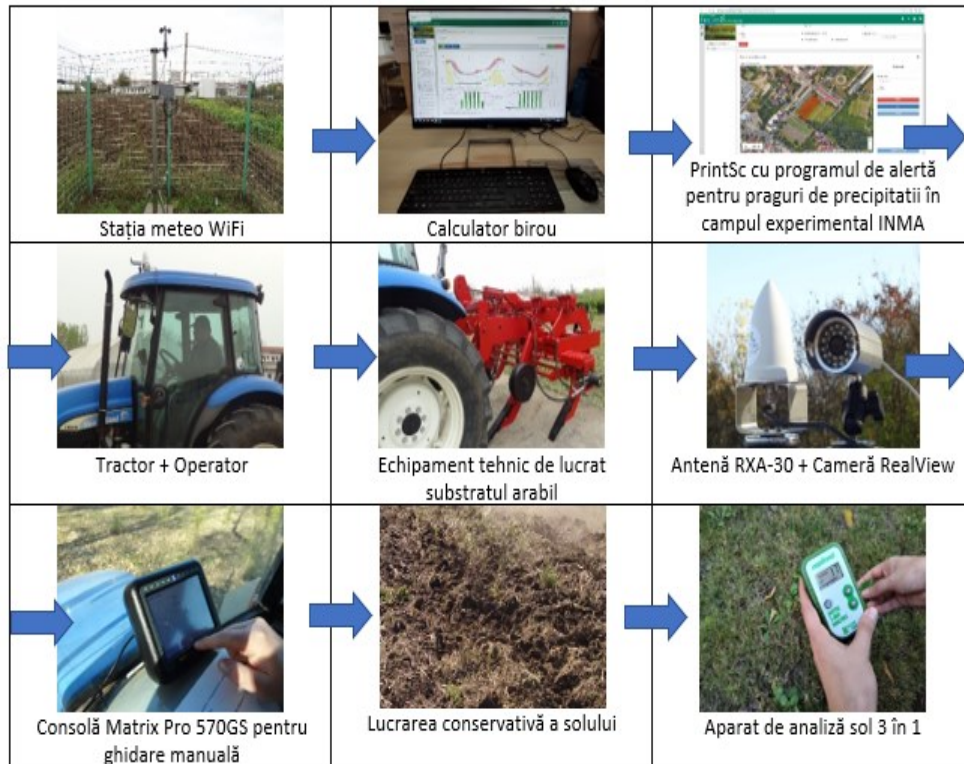 Stația meteo WiFi
Calculator birou
PrintSc cu programul de alertă
pentru praguri de precipitatii în
campul experimental INMA
Tractor + Operator
Echipament tehnic de lucrat
substratul arabil
Antenă RXA-30 + Cameră RealView
Consolă Matrix Pro 570GS pentru
ghidare manuală
Lucrarea conservativă a solului
Aparat de analiză sol 3 în 1